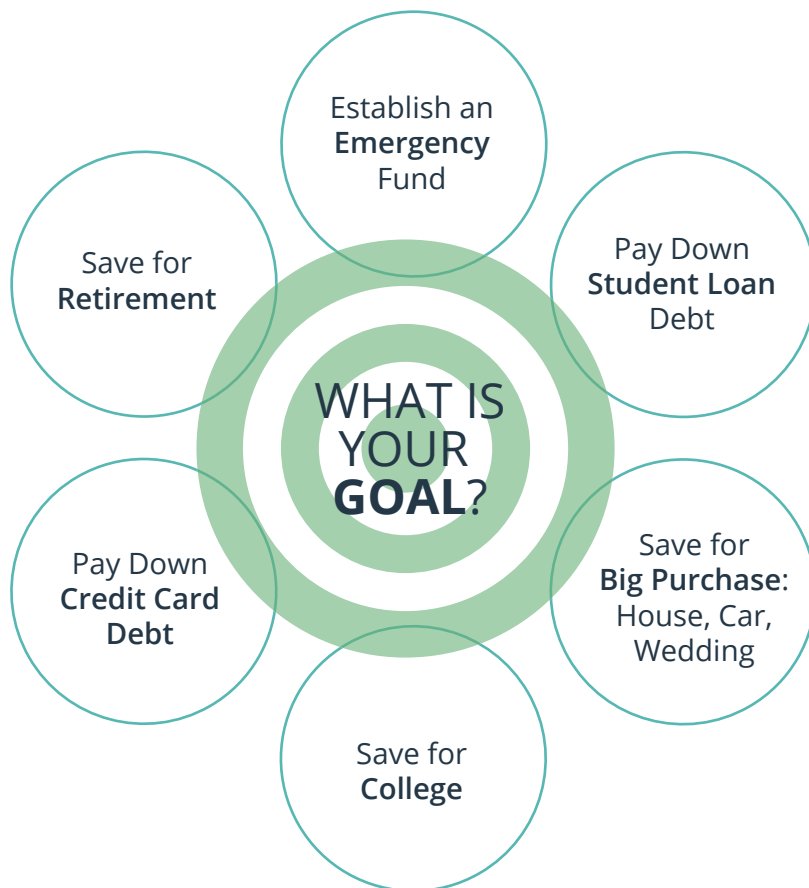 Establish an
Emergency
Fund
Pay Down
Student Loan
Debt
Save for
Big Purchase:
House, Car,
Wedding
Save for
College
Pay Down
Credit Card
Debt
Save for
Retirement
WHAT IS
YOUR
GOAL?